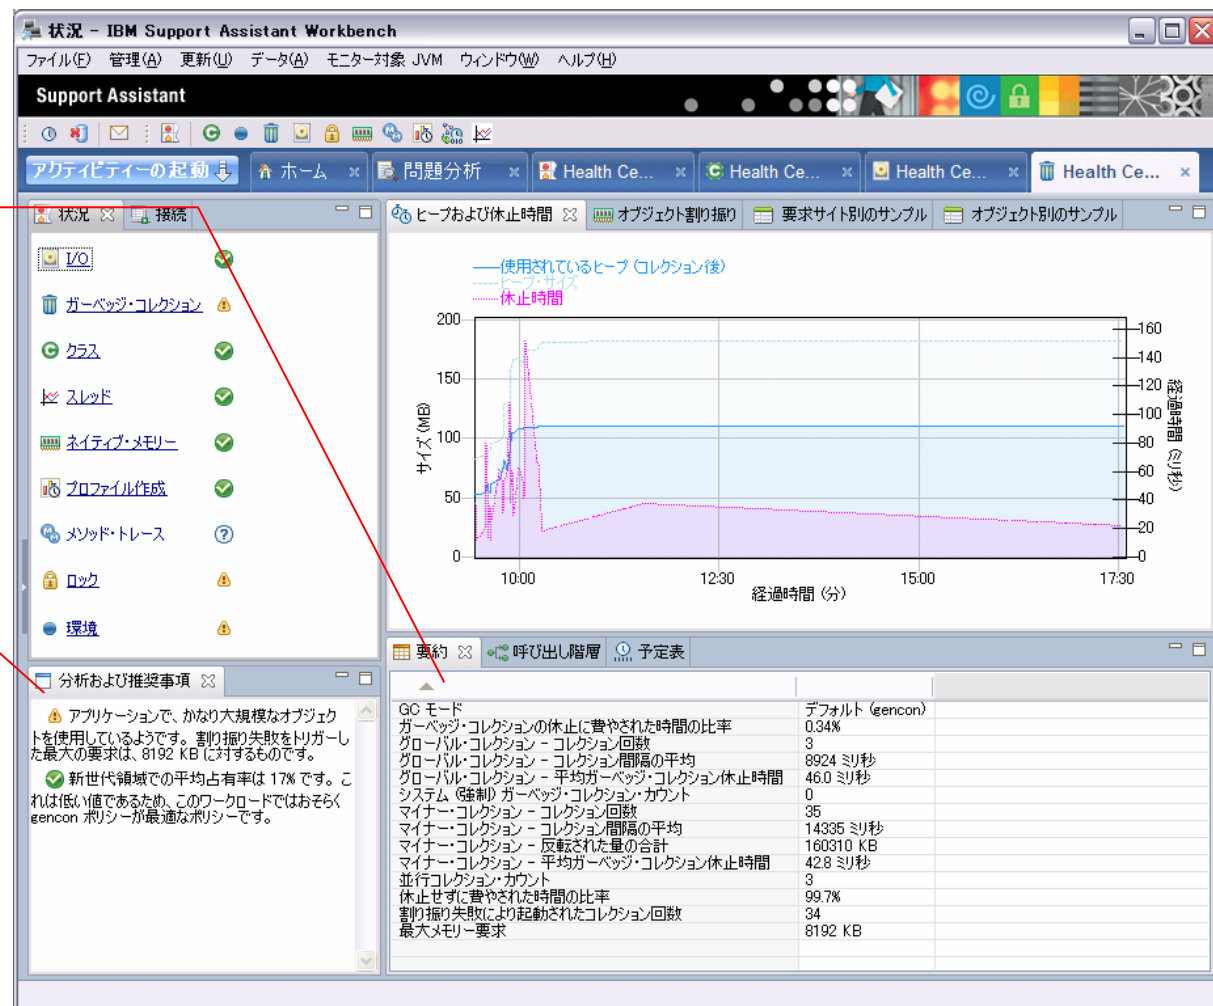 状況 - IBM Support Assistant Workbench
ファイル(F) 管理(A) 更新(U) データ(A) モニター対象 JVM ウィンドウ(W) ヘルプ(H)
Support Assistant
アクティビティーの起動 ホーム 問題分析 Health Ce... Health Ce... Health Ce... Health Ce...
状況 接続
I/O
ガーベッジ・コレクション
クラス
スレッド
ネイティブ・メモリー
プロファイル作成
メソッド・トレース
ロック
環境
ヒープおよび休止時間 オブジェクト割り振り 要求サイト別のサンプル オブジェクト別のサンプル
使用されているヒープ (コレクション後)
ヒープ・サイズ
休止時間
サイズ (MB)
200
150
100
50
0
160
140
120
100
80
60
40
20
0
経過時間 (ミリ秒)
10:00 12:30 15:00 17:30
経過時間 (分)
分析および推奨事項
アプリケーションで、かなり大規模なオブジェク
トを使用しているようです。 割り振り失敗をトリガーし
た最大の要求は、8192 KB に対するものです。
新世代領域での平均占有率は 17% です。こ
れは低い値であるため、このワークロードではおそらく
gencon ポリシーが最適なポリシーです。
要約 呼び出し階層 予定表
GC モード デフォルト (gencon)
ガーベッジ・コレクションの休止に費やされた時間の比率 0.34%
グローバル・コレクション - コレクション回数 3
グローバル・コレクション - コレクション間隔の平均 8924 ミリ秒
グローバル・コレクション - 平均ガーベッジ・コレクション休止時間 46.0 ミリ秒
システム (強制) ガーベッジ・コレクション・カウント 0
マイナー・コレクション - コレクション回数 35
マイナー・コレクション - コレクション間隔の平均 14335 ミリ秒
マイナー・コレクション - 反転された量の合計 160310 KB
マイナー・コレクション - 平均ガーベッジ・コレクション休止時間 42.8 ミリ秒
並行コレクション・カウント 3
休止せずに費やされた時間の比率 99.7%
割り振り失敗により起動されたコレクション回数 34
最大メモリー要求 8192 KB